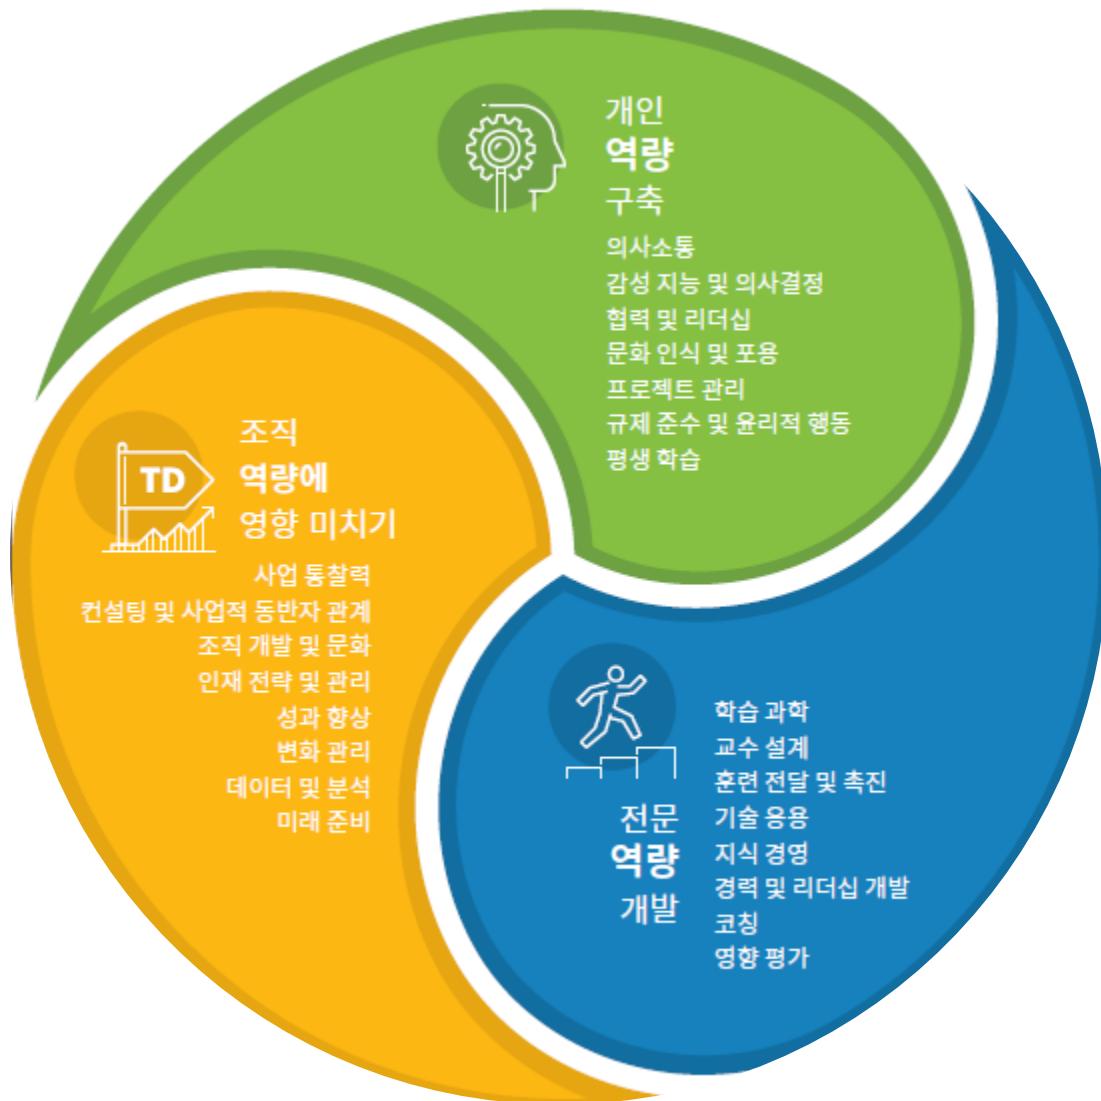 개인
역량
구축
의사소통
감성 지능 및 의사결정
협력 및 리더십
문화 인식 및 포용
프로젝트 관리
규제 준수 및 윤리적 행동
평생 학습
TD
조직
역량에
영향 미치기
사업 통찰력
컨설팅 및 사업적 동반자 관계
조직 개발 및 문화
인재 전략 및 관리
성과 향상
변화 관리
데이터 및 분석
미래 준비
전문
역량
개발
학습 과학
교수 설계
훈련 전달 및 촉진
기술 응용
지식 경영
경력 및 리더십 개발
코칭
영향 평가